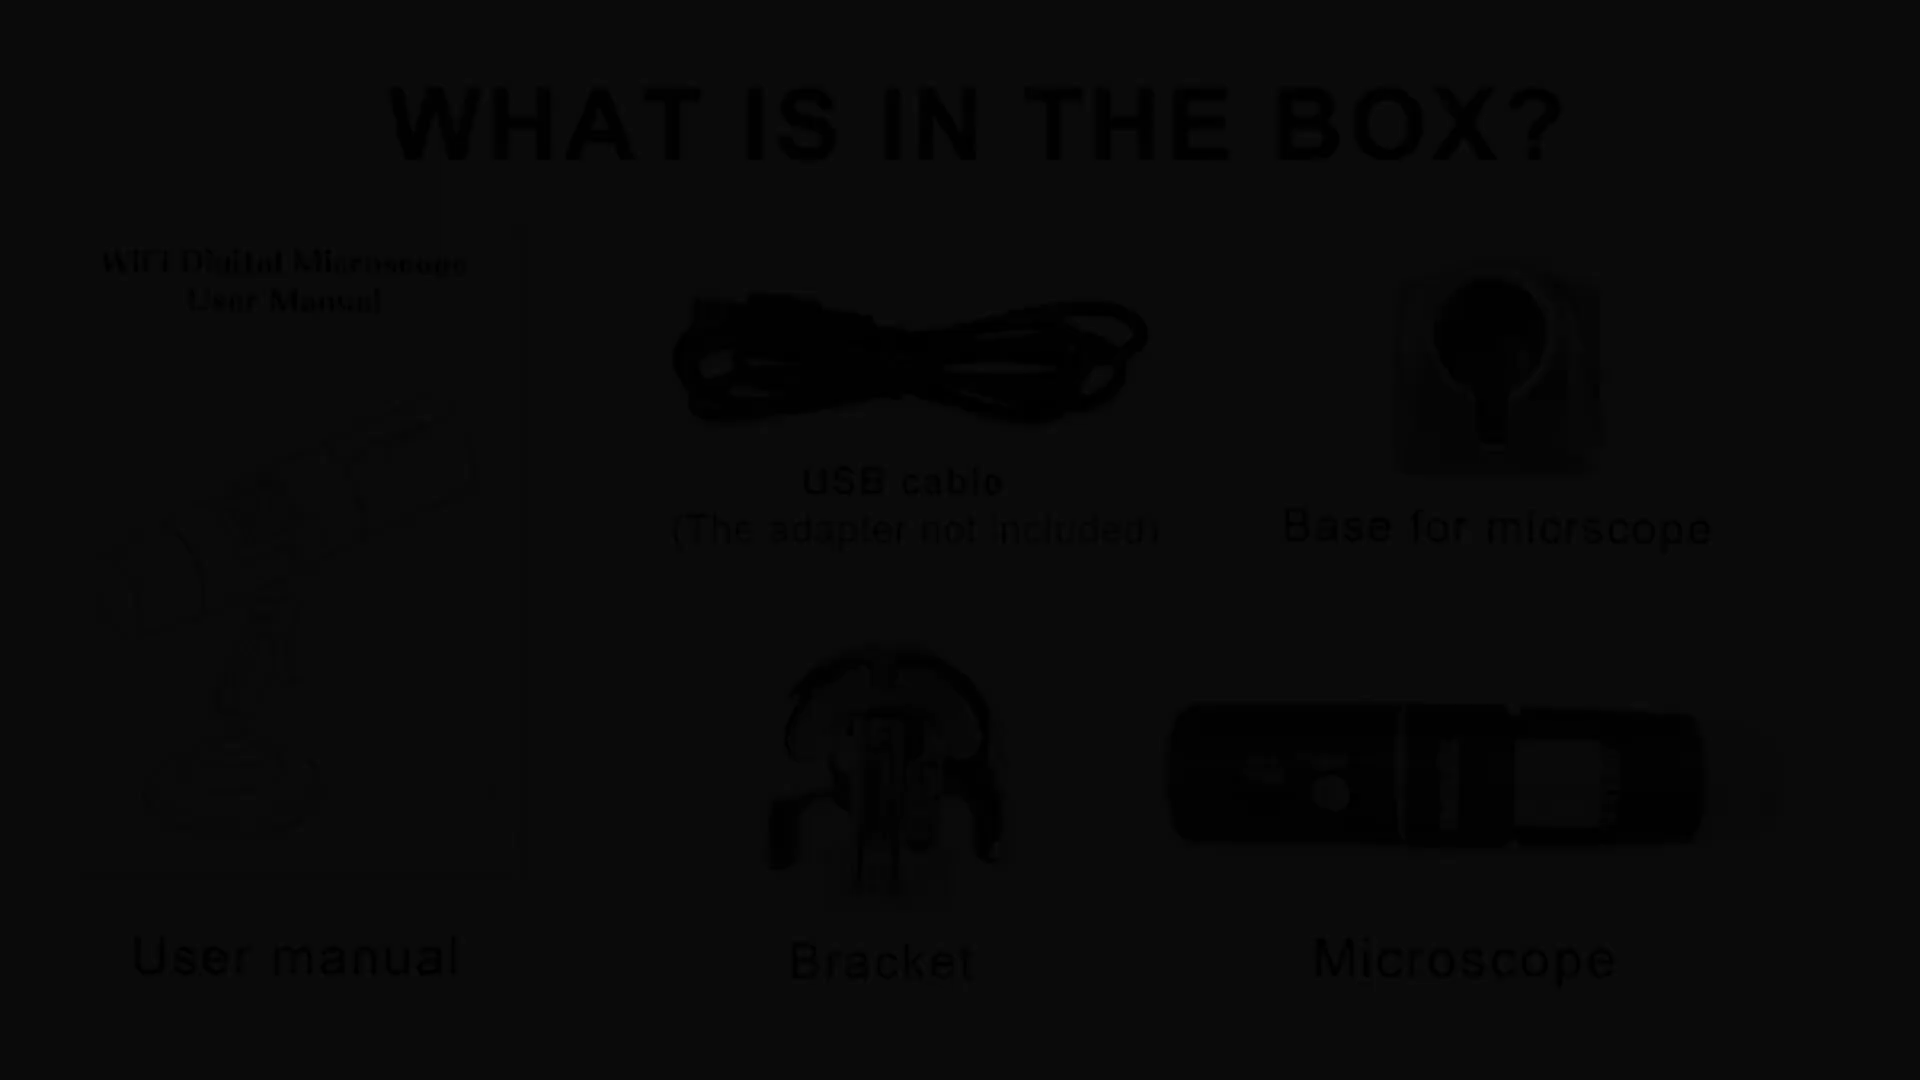 WHAT IS IN THE BOX?
WIFI Digital Microscope
User Manual
USB cable
(The adapter not included)
Base for micrscope
User manual
Bracket
Microscope